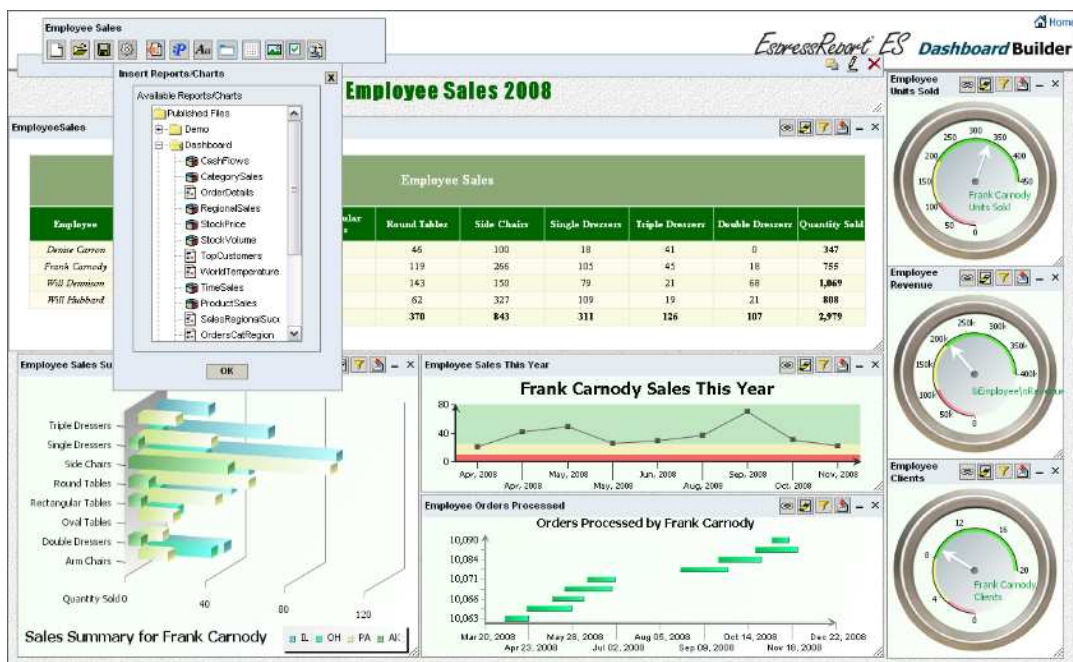 Employee Sales
Home
EspressReport ES Dashboard Builder
Insert Reports/Charts
Available Reports/Charts
Published Files
Demo
Dashboard
CashFlows
CategorySales
OrderDetails
RegionalSales
StockPrice
StockVolume
TopCustomers
WorldTemperature
TimeSales
ProductSales
SalesRegionalSucc
OrdersCatRegion
OK
Employee Sales 2008
EmployeeSales
Employee Sales
Employee Round Tables Side Chairs Single Dressers Triple Dressers Double Dressers Quantity Sold
Denise Carron 46 100 18 41 0 347
Frank Carnody 119 266 105 45 18 755
Will Dennison 143 150 79 21 68 1,069
Will Hubbard 62 327 109 19 21 808
370 843 311 126 107 2,979
Employee Sales Su
Triple Dressers
Single Dressers
Side Chairs
Round Tables
Rectangular Tables
Oval Tables
Double Dressers
Arm Chairs
Quantity Sold 0 40 80 120
Sales Summary for Frank Carnody
IL OH PA AK
Employee Sales This Year
Frank Carnody Sales This Year
80
40
0
Apr, 2008 May, 2008 Jun, 2008 Sep, 2008 Nov, 2008
Apr, 2008 May, 2008 Aug, 2008 Oct, 2008
Employee Orders Processed
Orders Processed by Frank Carnody
10,090
10,084
10,071
10,066
10,063
Mar 20, 2008 May 28, 2008 Aug 05, 2008 Oct 14, 2008 Dec 22, 2008
Apr 23, 2008 Jul 02, 2008 Sep 09, 2008 Nov 18, 2008
Employee
Units Sold
0 50 100 150 200 250 300 350 400 450
Frank Carnody
Units Sold
Employee
Revenue
0 50k 100k 150k 200k 250k 300k 350k 400k
Employee
Clients
0 4 8 12 16 20
Frank Carnody
Clients